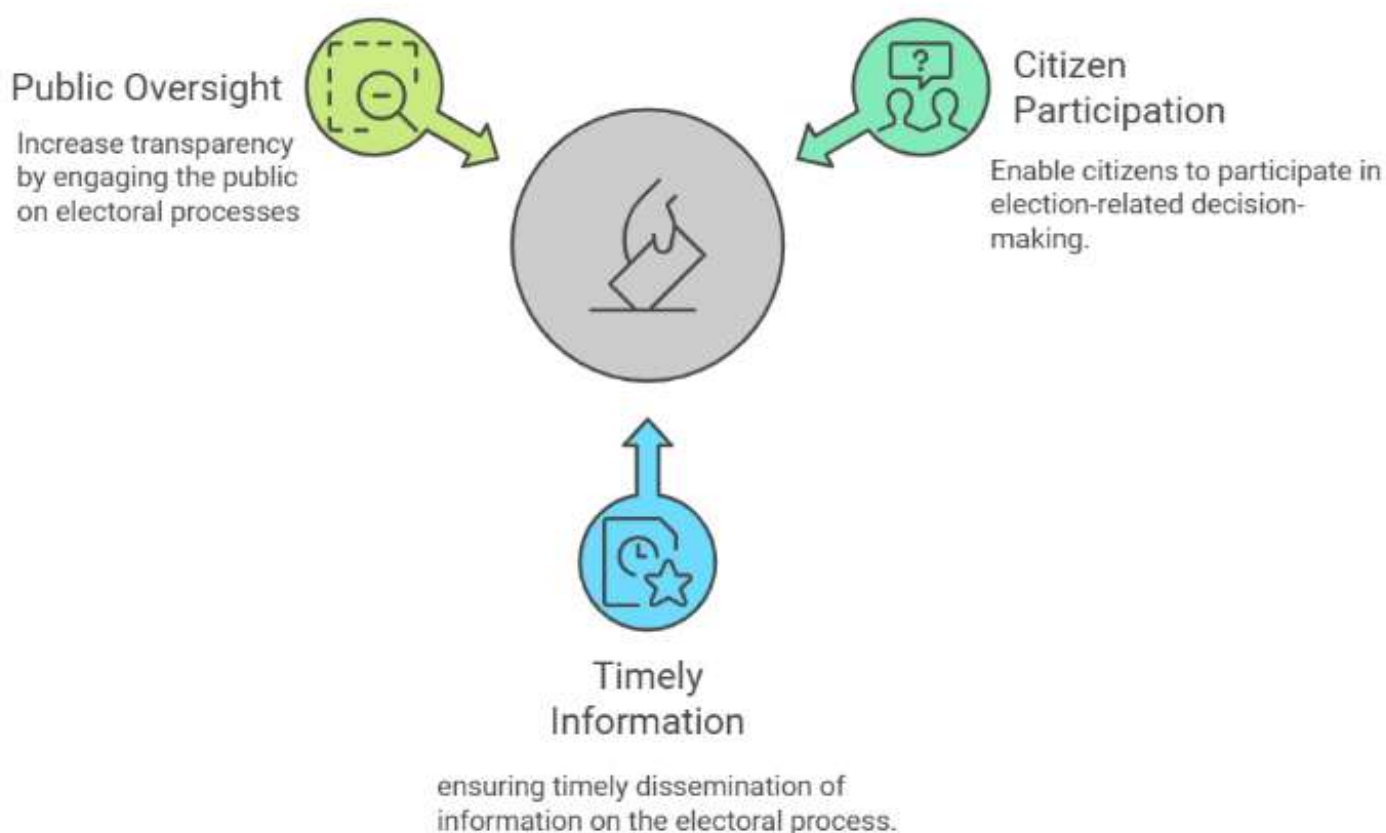 Public Oversight
Increase transparency
by engaging the public
on electoral processes
Citizen
Participation
Enable citizens to participate in
election-related decision-
making.
?
Timely
Information
ensuring timely dissemination of
information on the electoral process.